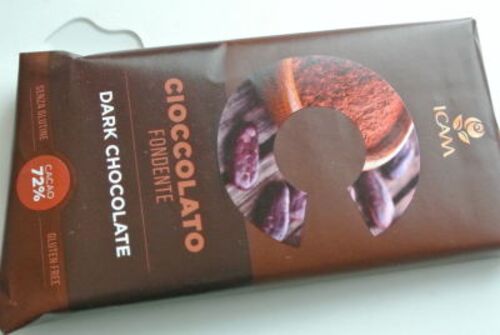 ICAM
CIOCCOLATO
FONDENTE
DARK CHOCOLATE
SENZA GLUTINE
CACAO
72%
GLUTEN FREE